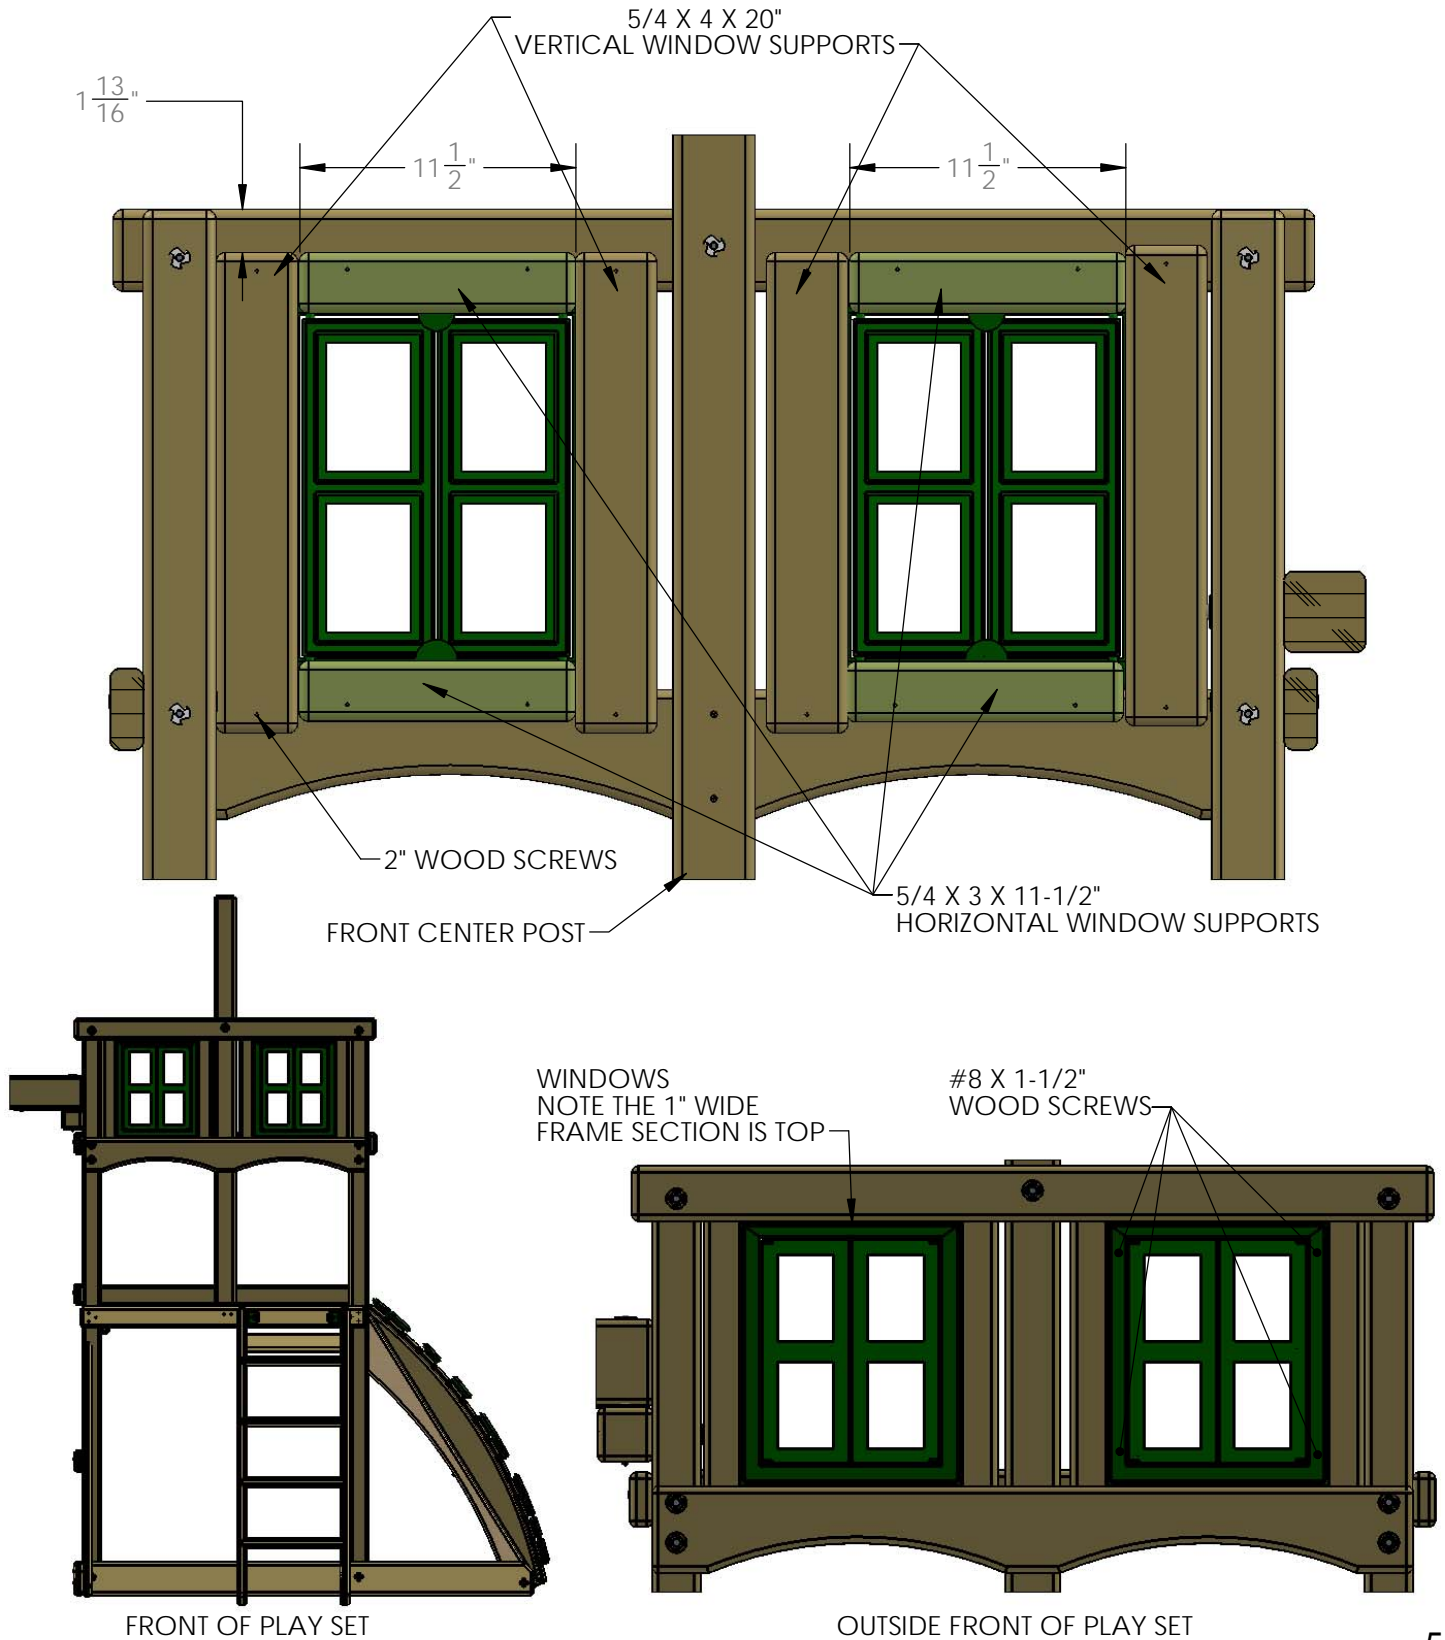 5/4 X 4 X 20"
VERTICAL WINDOW SUPPORTS
1 13/16"
11 1/2"
11 1/2"
2" WOOD SCREWS
FRONT CENTER POST
5/4 X 3 X 11-1/2"
HORIZONTAL WINDOW SUPPORTS
WINDOWS
NOTE THE 1" WIDE
FRAME SECTION IS TOP
#8 X 1-1/2"
WOOD SCREWS
FRONT OF PLAY SET
OUTSIDE FRONT OF PLAY SET